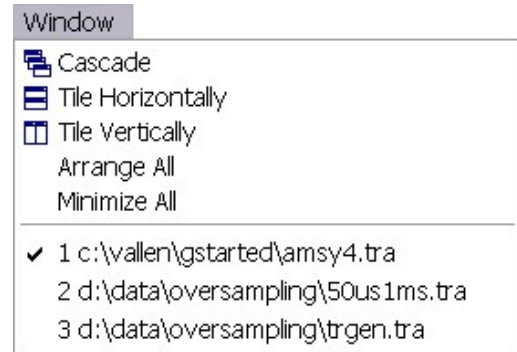 Window
Cascade
Tile Horizontally
Tile Vertically
Arrange All
Minimize All
1 c:\vallen\gstarted\amsy4.tra
2 d:\data\oversampling\50us1ms.tra
3 d:\data\oversampling\trgen.tra